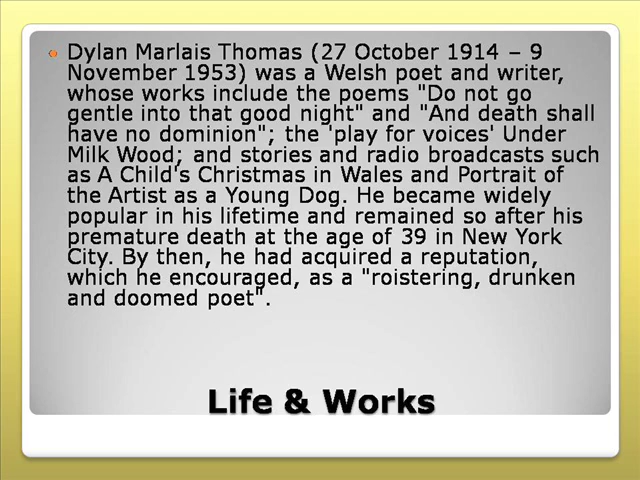 Dylan Marlais Thomas (27 October 1914 – 9
November 1953) was a Welsh poet and writer,
whose works include the poems "Do not go
gentle into that good night" and "And death shall
have no dominion"; the 'play for voices' Under
Milk Wood; and stories and radio broadcasts such
as A Child's Christmas in Wales and Portrait of
the Artist as a Young Dog. He became widely
popular in his lifetime and remained so after his
premature death at the age of 39 in New York
City. By then, he had acquired a reputation,
which he encouraged, as a "roistering, drunken
and doomed poet".
Life & Works